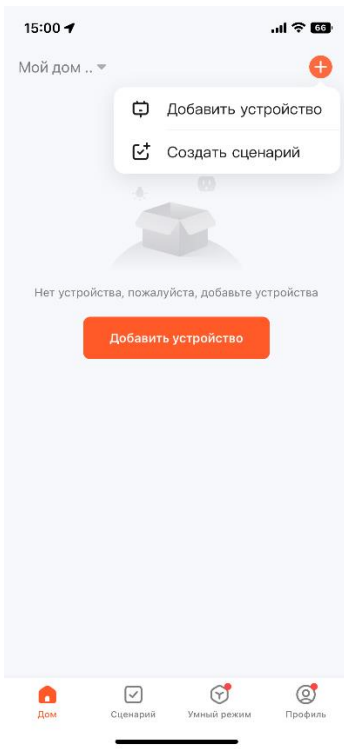 15:00
66
Мой дом ..
Добавить устройство
Создать сценарий
Нет устройства, пожалуйста, добавьте устройства
Добавить устройство
Дом
Сценарий
Умный режим
Профиль